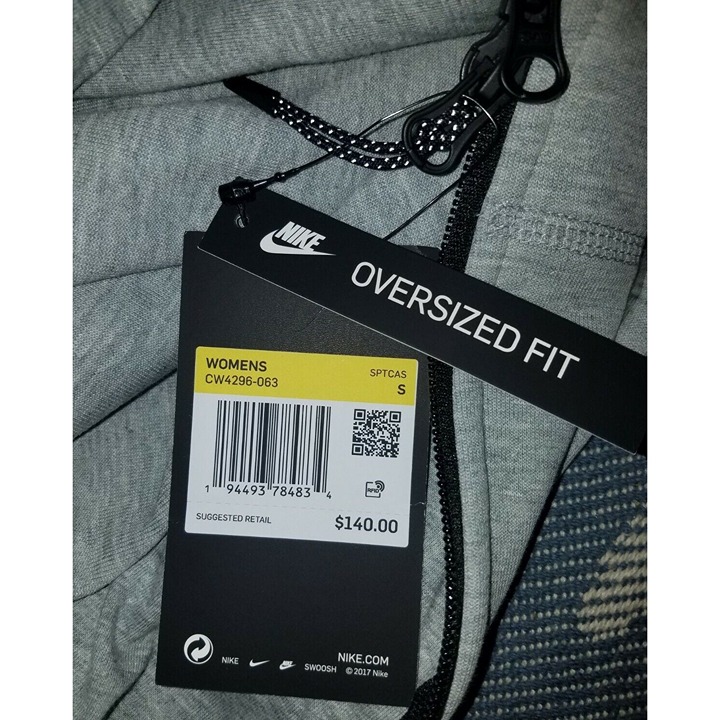 NIKE
OVERSIZED FIT
WOMENS
CW4296-063
SPTCAS
S
1 94493 78483 4
RFID
SUGGESTED RETAIL
$140.00
NIKE
SWOOSH
NIKE.COM
© 2017 Nike